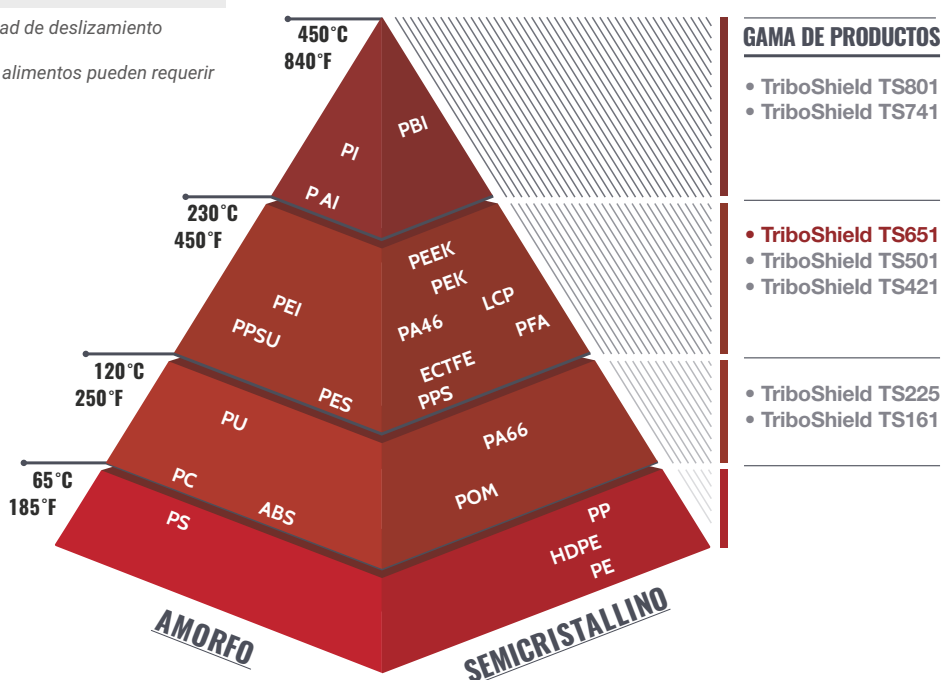 ad de deslizamiento
alimentos pueden requerir
450°C
840°F
230°C
450°F
120°C
250°F
65°C
185°F
PI
PBI
P AI
PEEK
PEK
LCP
PEI
PA46
PFA
PPSU
ECTFE
PES
PPS
PU
PA66
PC
POM
ABS
PS
PP
HDPE
PE
AMORFO
SEMICRISTALLINO
GAMA DE PRODUCTOS
• TriboShield TS801
• TriboShield TS741
• TriboShield TS651
• TriboShield TS501
• TriboShield TS421
• TriboShield TS225
• TriboShield TS161